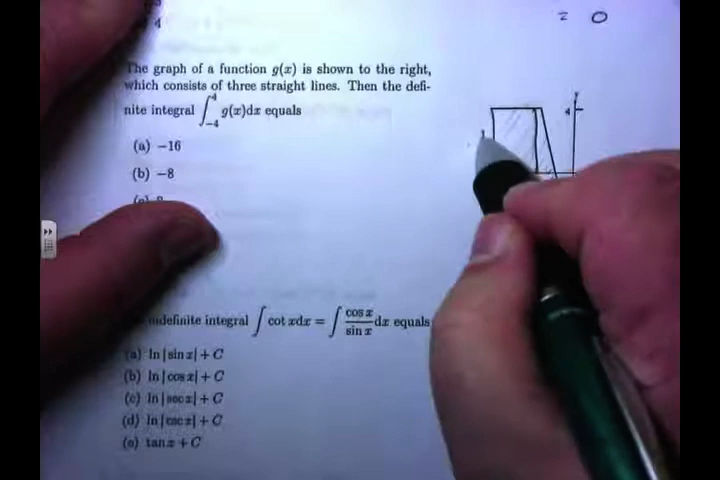 4
z 0
The graph of a function g(x) is shown to the right,
which consists of three straight lines. Then the defi-
nite integral ∫_{-4}^{4} g(x)dx equals
(a) −16
(b) −8
4
indefinite integral ∫ cot xdx = ∫ cos x / sin x dx equals
(a) ln |sin x| + C
(b) ln |cos x| + C
(c) ln |sec x| + C
(d) ln |csc x| + C
(e) tan x + C